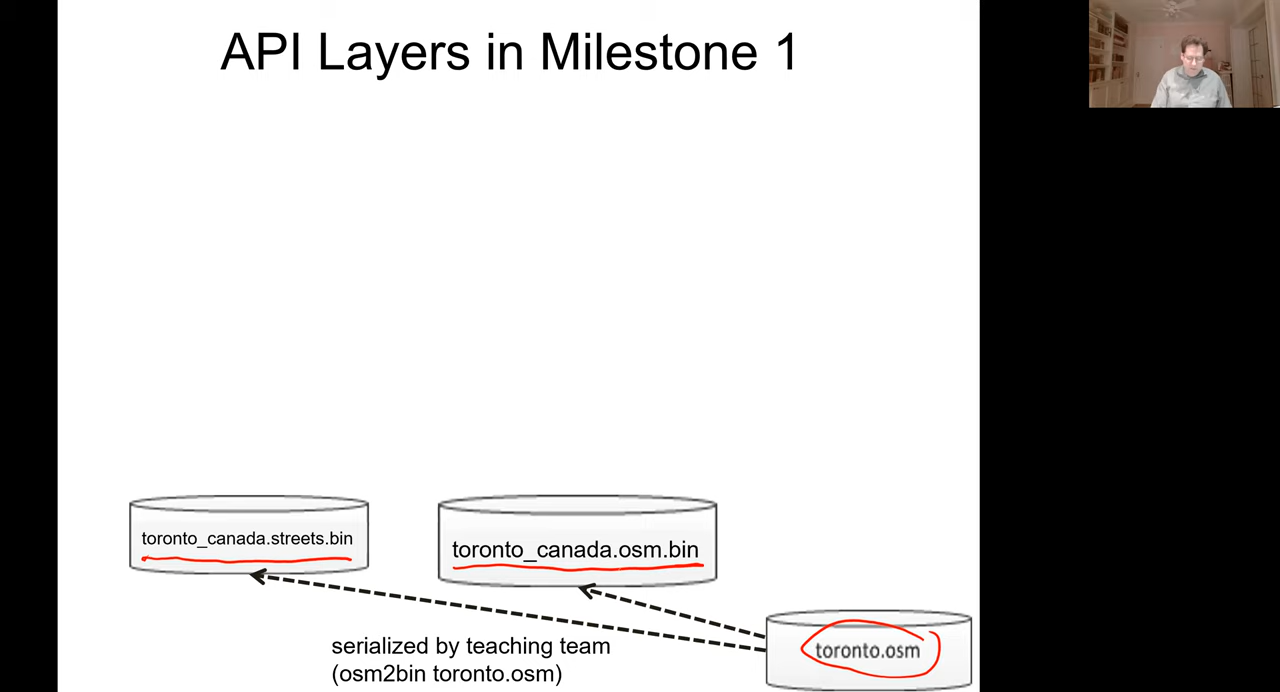 API Layers in Milestone 1
toronto_canada.streets.bin
toronto_canada.osm.bin
serialized by teaching team
(osm2bin toronto.osm)
toronto.osm